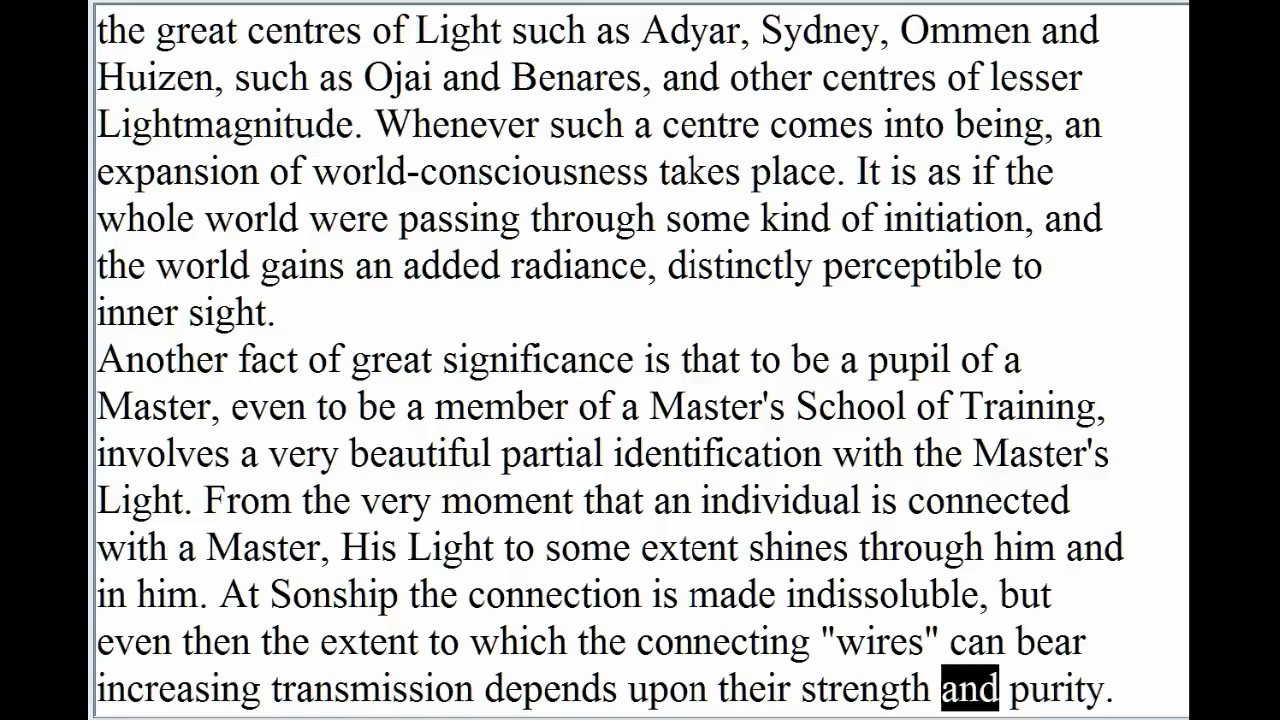 the great centres of Light such as Adyar, Sydney, Ommen and
Huizen, such as Ojai and Benares, and other centres of lesser
Lightmagnitude. Whenever such a centre comes into being, an
expansion of world-consciousness takes place. It is as if the
whole world were passing through some kind of initiation, and
the world gains an added radiance, distinctly perceptible to
inner sight.
Another fact of great significance is that to be a pupil of a
Master, even to be a member of a Master's School of Training,
involves a very beautiful partial identification with the Master's
Light. From the very moment that an individual is connected
with a Master, His Light to some extent shines through him and
in him. At Sonship the connection is made indissoluble, but
even then the extent to which the connecting "wires" can bear
increasing transmission depends upon their strength and purity.